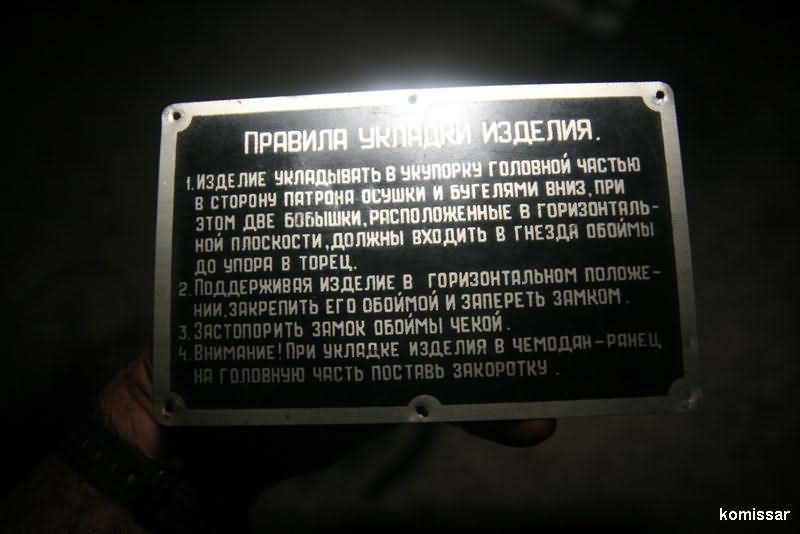 ПРАВИЛА УКЛАДКИ ИЗДЕЛИЯ.
1. ИЗДЕЛИЕ УКЛАДЫВАТЬ В УКУПОРКУ ГОЛОВНОЙ ЧАСТЬЮ
В СТОРОНУ ПАТРОНА ОСУШКИ И БУГЕЛЯМИ ВНИЗ, ПРИ
ЭТОМ ДВЕ БОБЫШКИ, РАСПОЛОЖЕННЫЕ В ГОРИЗОНТАЛЬ-
НОЙ ПЛОСКОСТИ, ДОЛЖНЫ ВХОДИТЬ В ГНЕЗДА ОБОЙМЫ
ДО УПОРА В ТОРЕЦ.
2. ПОДДЕРЖИВАЯ ИЗДЕЛИЕ В ГОРИЗОНТАЛЬНОМ ПОЛОЖЕ-
НИИ, ЗАКРЕПИТЬ ЕГО ОБОЙМОЙ И ЗАПЕРЕТЬ ЗАМКОМ.
3. ЗАСТОПОРИТЬ ЗАМОК ОБОЙМЫ ЧЕКОЙ.
4. ВНИМАНИЕ! ПРИ УКЛАДКЕ ИЗДЕЛИЯ В ЧЕМОДАН-РАНЕЦ
НА ГОЛОВНУЮ ЧАСТЬ ПОСТАВЬ ЗАКОРОТКУ.
komissar